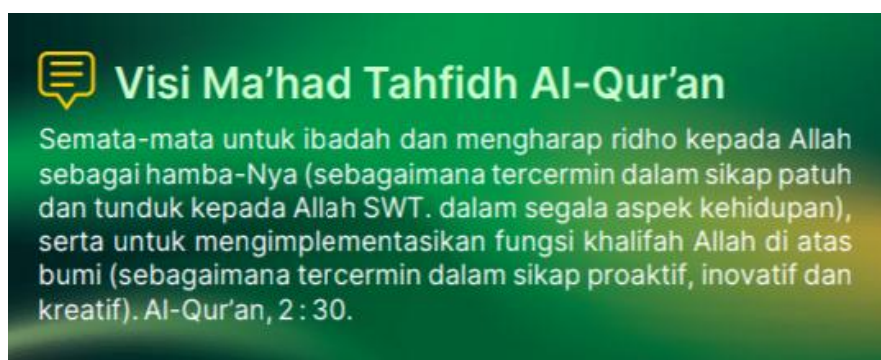 Visi Ma’had Tahfidh Al-Qur’an
Semata-mata untuk ibadah dan mengharap ridho kepada Allah
sebagai hamba-Nya (sebagaimana tercermin dalam sikap patuh
dan tunduk kepada Allah SWT. dalam segala aspek kehidupan),
serta untuk mengimplementasikan fungsi khalifah Allah di atas
bumi (sebagaimana tercermin dalam sikap proaktif, inovatif dan
kreatif). Al-Qur’an, 2 : 30.